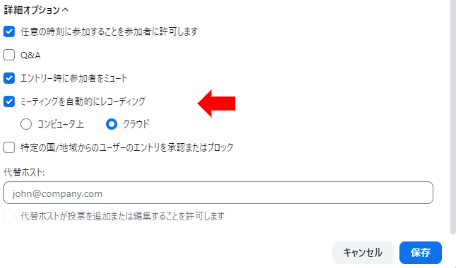 詳細オプション ヘ
任意の時刻に参加することを参加者に許可します
Q&A
エントリー時に参加者をミュート
ミーティングを自動的にレコーディング
コンピュータ上 クラウド
特定の国/地域からのユーザーのエントリを承認またはブロック
代替ホスト:
john@company.com
代替ホストが投票を追加または編集することを許可します
キャンセル 保存